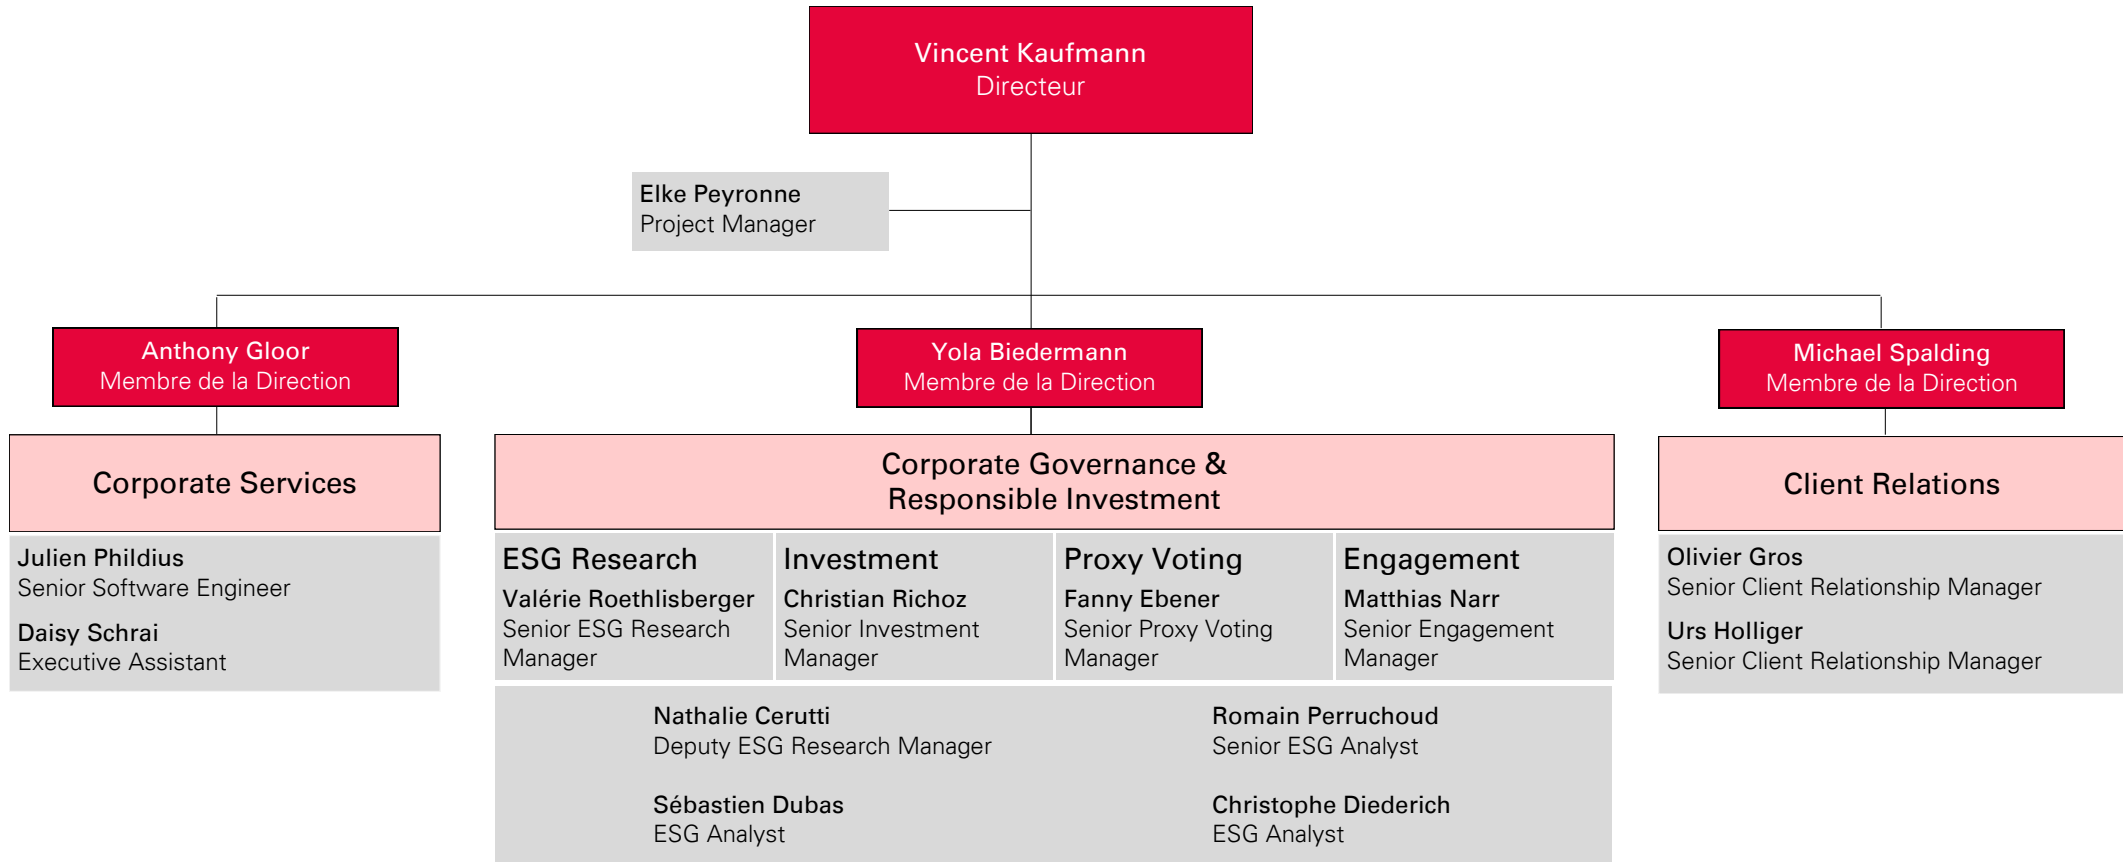 Vincent Kaufmann
Directeur
Elke Peyronne
Project Manager
Anthony Gloor
Membre de la Direction
Yola Biedermann
Membre de la Direction
Michael Spalding
Membre de la Direction
Corporate Services
Julien Phildius
Senior Software Engineer
Daisy Schrai
Executive Assistant
Corporate Governance &
Responsible Investment
ESG Research
Valérie Roethlisberger
Senior ESG Research
Manager
Investment
Christian Richoz
Senior Investment
Manager
Proxy Voting
Fanny Ebener
Senior Proxy Voting
Manager
Engagement
Matthias Narr
Senior Engagement
Manager
Nathalie Cerutti
Deputy ESG Research Manager
Romain Perruchoud
Senior ESG Analyst
Sébastien Dubas
ESG Analyst
Christophe Diederich
ESG Analyst
Client Relations
Olivier Gros
Senior Client Relationship Manager
Urs Holliger
Senior Client Relationship Manager